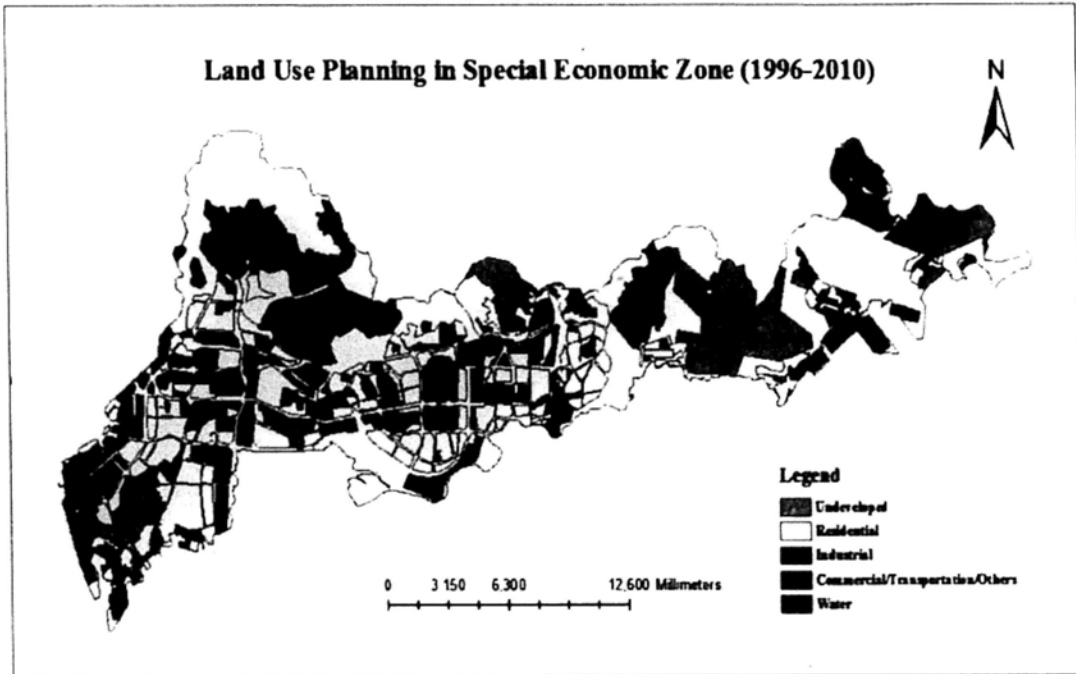 Land Use Planning in Special Economic Zone (1996-2010)
N
Legend
Undeveloped
Residential
Industrial
Commercial/Transportation/Others
Water
0 3 150 6,300 12,600 Millimeters